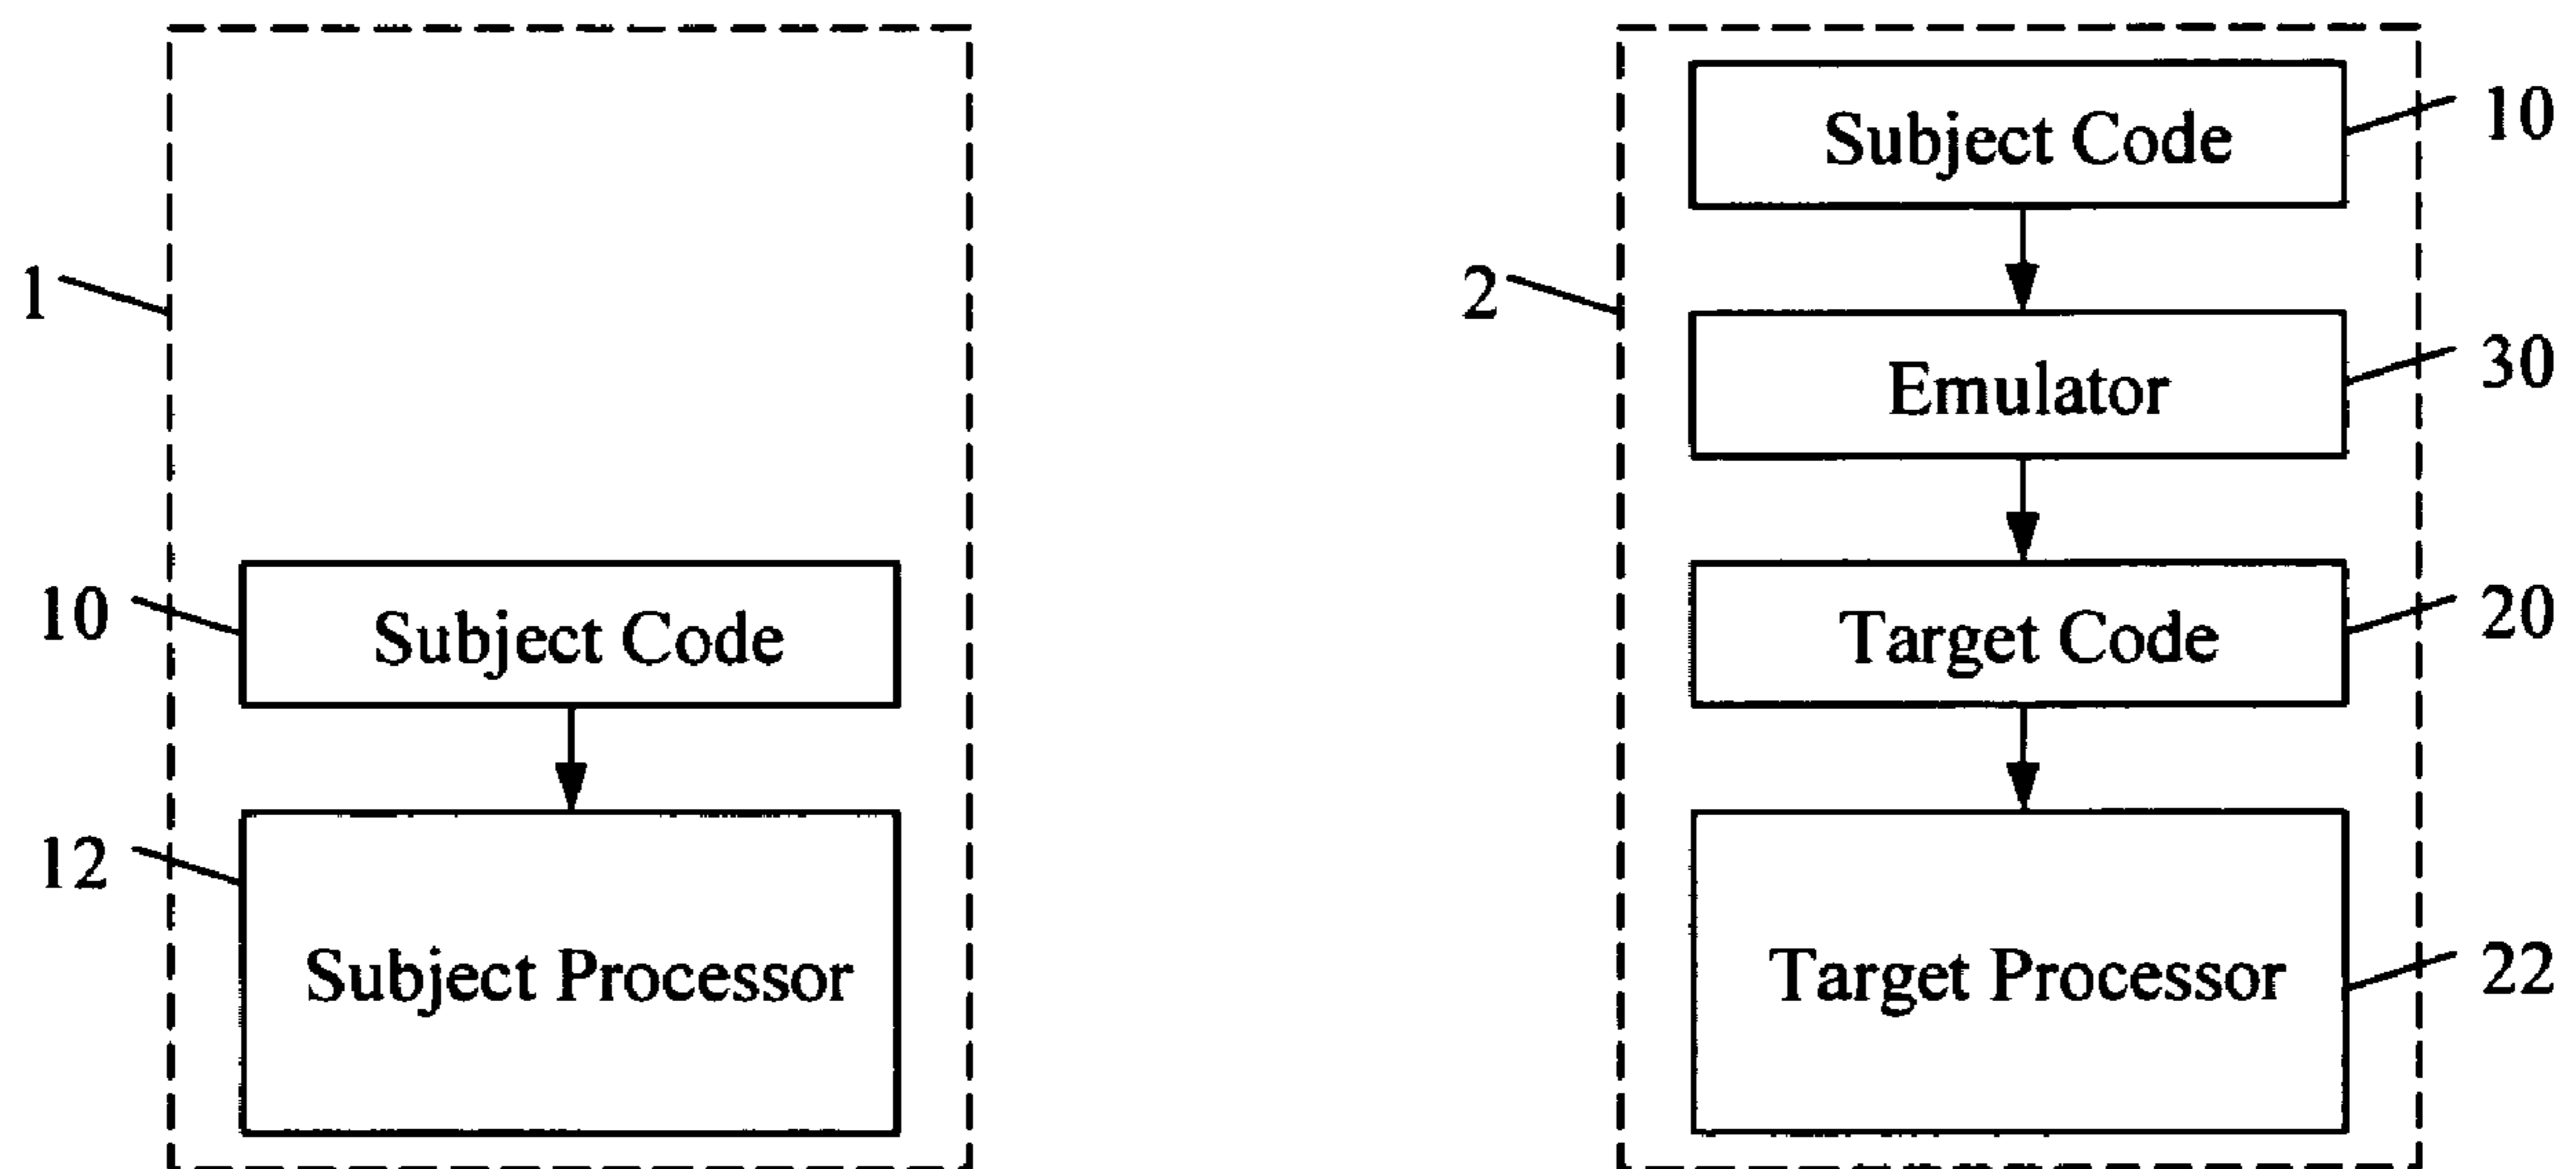 1
10
Subject Code
12
Subject Processor
2
Subject Code
10
Emulator
30
Target Code
20
Target Processor
22